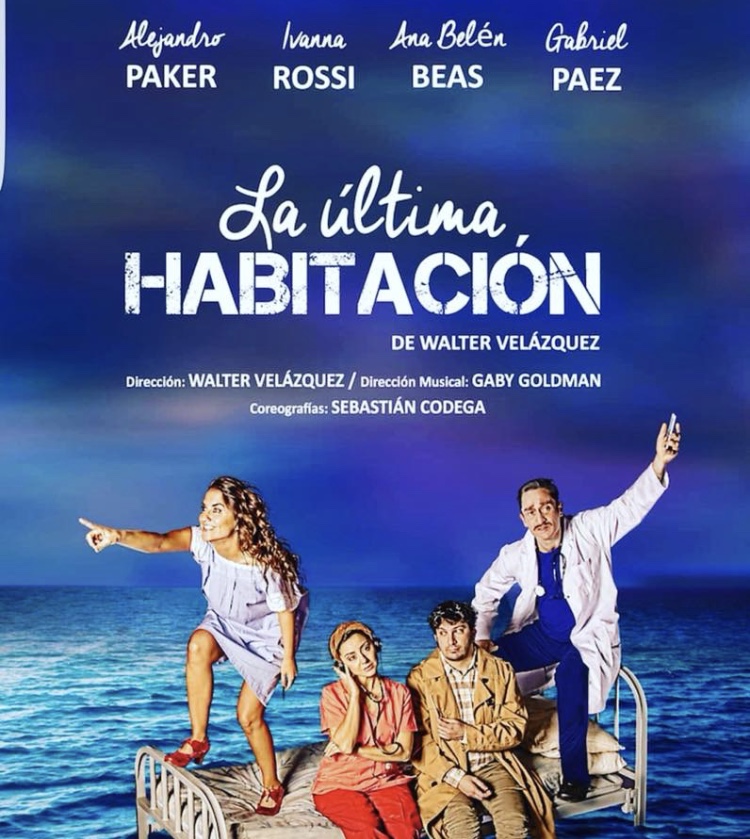 Alejandro Ivanna Ana Belén Gabriel
PAKER ROSSI BEAS PAEZ
La última
HABITACIÓN
DE WALTER VELÁZQUEZ
Dirección: WALTER VELÁZQUEZ / Dirección Musical: GABY GOLDMAN
Coreografías: SEBASTIÁN CODEGA